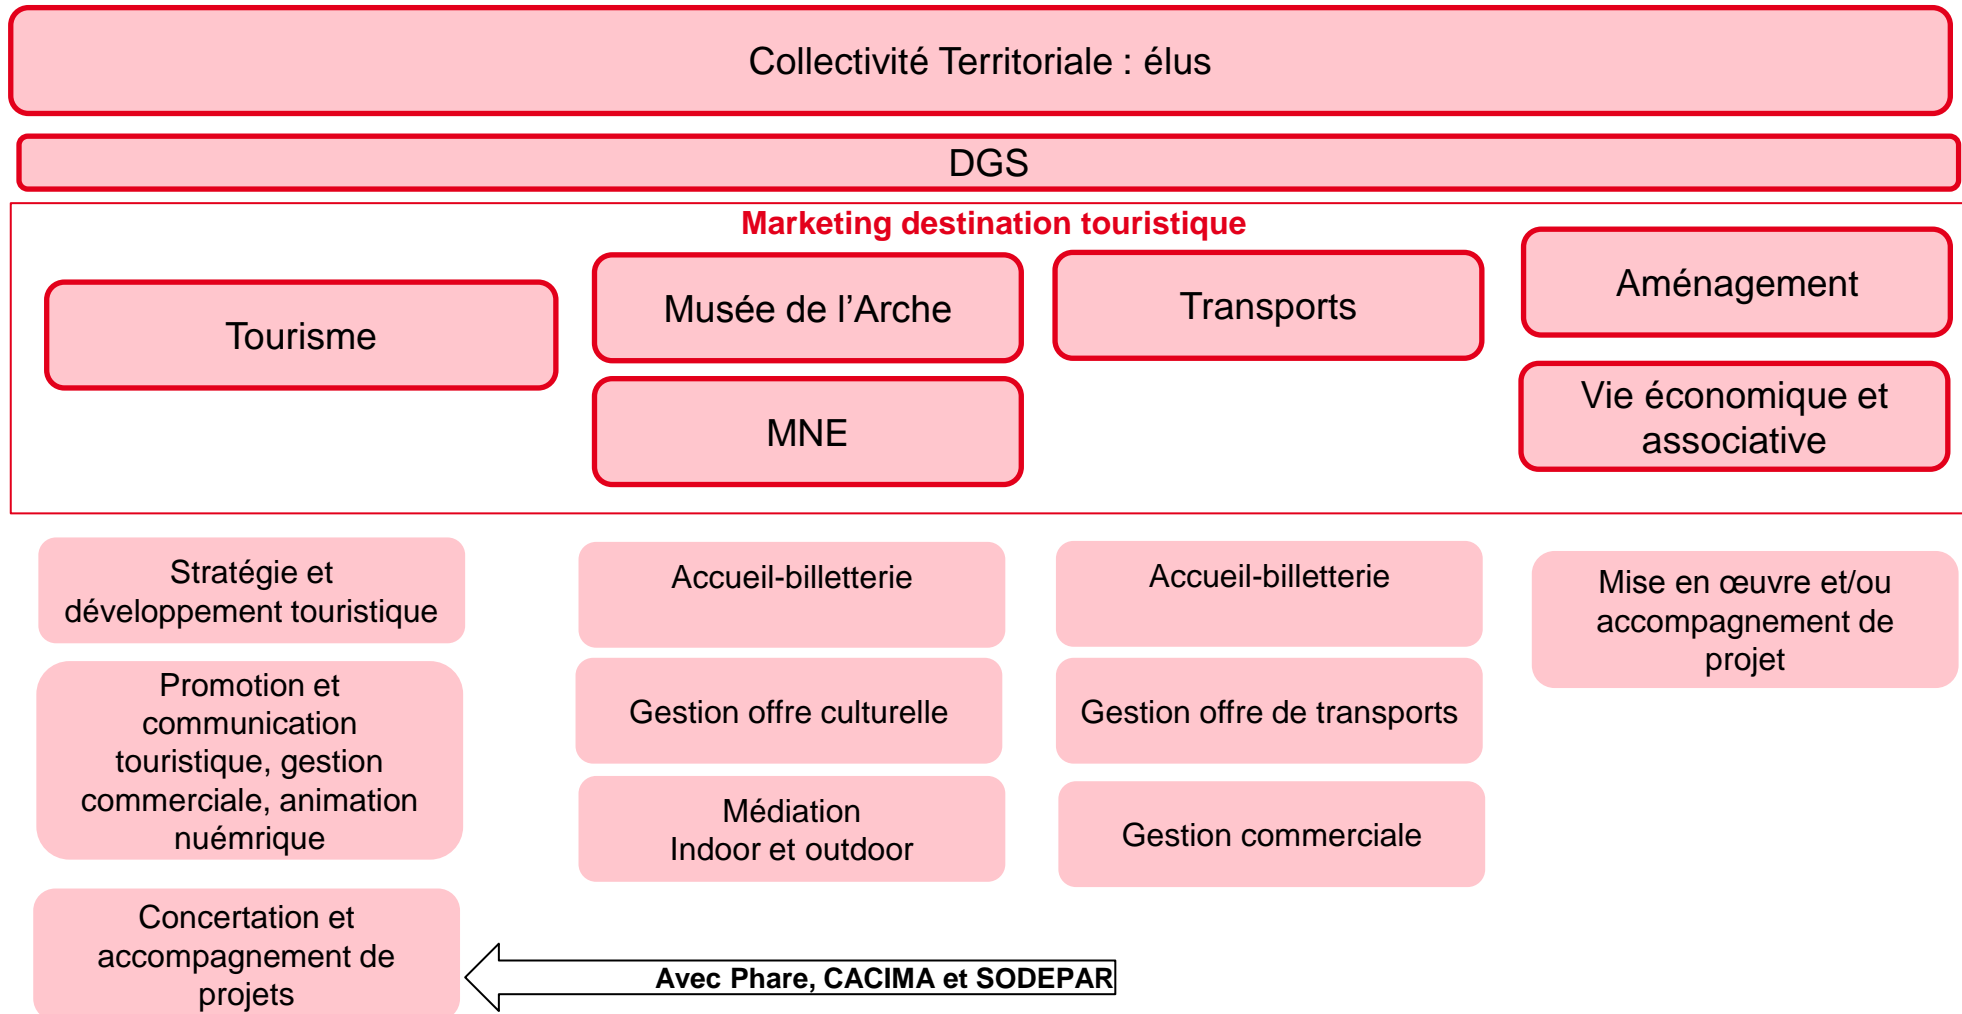 Collectivité Territoriale : élus
DGS
Marketing destination touristique
Tourisme
Musée de l’Arche
MNE
Transports
Aménagement
Vie économique et
associative
Stratégie et
développement touristique
Promotion et
communication
touristique, gestion
commerciale, animation
nuémrique
Concertation et
accompagnement de
projets
Accueil-billetterie
Gestion offre culturelle
Médiation
Indoor et outdoor
Accueil-billetterie
Gestion offre de transports
Gestion commerciale
Mise en œuvre et/ou
accompagnement de
projet
Avec Phare, CACIMA et SODEPAR